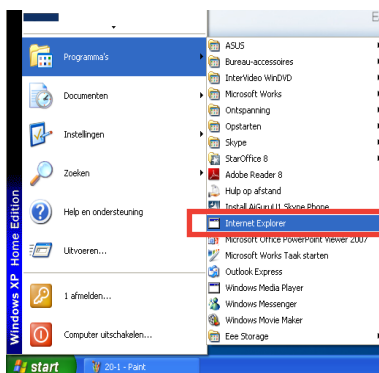 E
Programma's
Documenten
Instellingen
Zoeken
Help en ondersteuning
Uitvoeren...
1 afmelden...
Computer uitschakelen...
Windows XP Home Edition
ASUS
Bureau-accessoires
InterVideo WinDVD
Microsoft Works
Ontspanning
Opstarten
Skype
StarOffice 8
Adobe Reader 8
Hulp op afstand
Install AiGuruU1 Skype Phone
Internet Explorer
Microsoft Office PowerPoint Viewer 2007
Microsoft Works Taak starten
Outlook Express
Windows Media Player
Windows Messenger
Windows Movie Maker
Eee Storage
start
20-1 - Paint